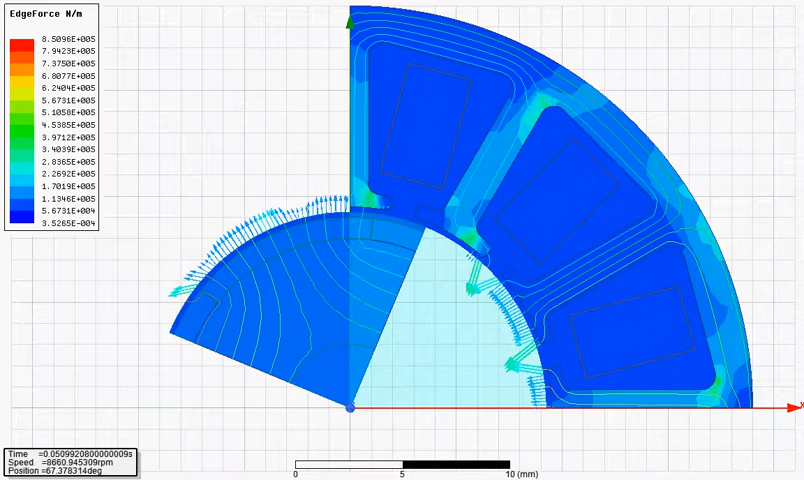 EdgeForce N/m
8.5096E+005
7.9423E+005
7.3750E+005
6.8077E+005
6.2404E+005
5.6731E+005
5.1058E+005
4.5385E+005
3.9712E+005
3.4039E+005
2.8365E+005
2.2692E+005
1.7019E+005
1.1346E+005
5.6731E+004
3.5265E-004
X
Time =0.0509920800000009s
Speed =8660.945309rpm
Position =67.378314deg
0 5 10 (mm)